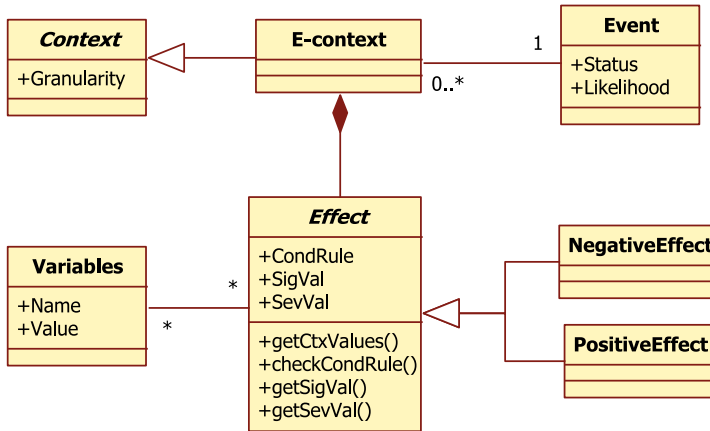 Context
+Granularity
E-context
1
0..*
Event
+Status
+Likelihood
Effect
+CondRule
+SigVal
+SevVal
+getCtxValues()
+checkCondRule()
+getSigVal()
+getSevVal()
Variables
+Name
+Value
*
*
NegativeEffect
PositiveEffect